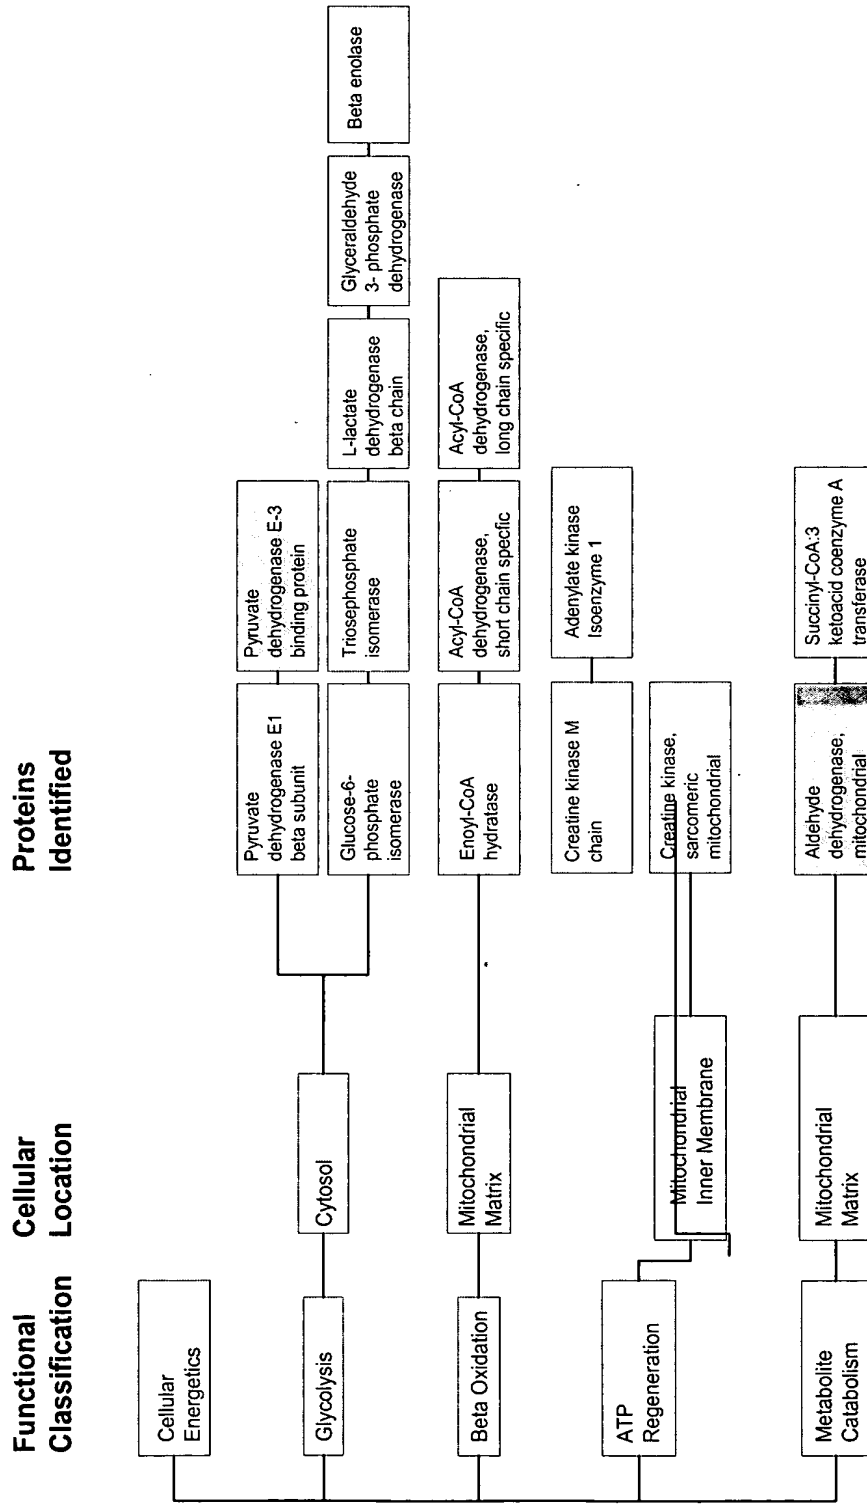 Functional
Classification
Cellular
Location
Proteins
Identified
Cellular
Energetics
Glycolysis
Cytosol
Pyruvate
dehydrogenase E1
beta subunit
Pyruvate
dehydrogenase E-3
binding protein
Glucose-6-
phosphate
isomerase
Triosephosphate
isomerase
L-lactate
dehydrogenase
beta chain
Glyceraldehyde
3- phosphate
dehydrogenase
Beta enolase
Beta Oxidation
Mitochondrial
Matrix
Enoyl-CoA
hydratase
Acyl-CoA
dehydrogenase,
short chain specfic
Acyl-CoA
dehydrogenase,
long chain specific
ATP
Regeneration
Creatine kinase M
chain
Adenylate kinase
Isoenzyme 1
Mitochondrial
Inner Membrane
Creatine kinase,
sarcomeric
mitochondrial
Metabolite
Catabolism
Mitochondrial
Matrix
Aldehyde
dehydrogenase,
mitochondrial
Succinyl-CoA:3
ketoacid coenzyme A
transferase